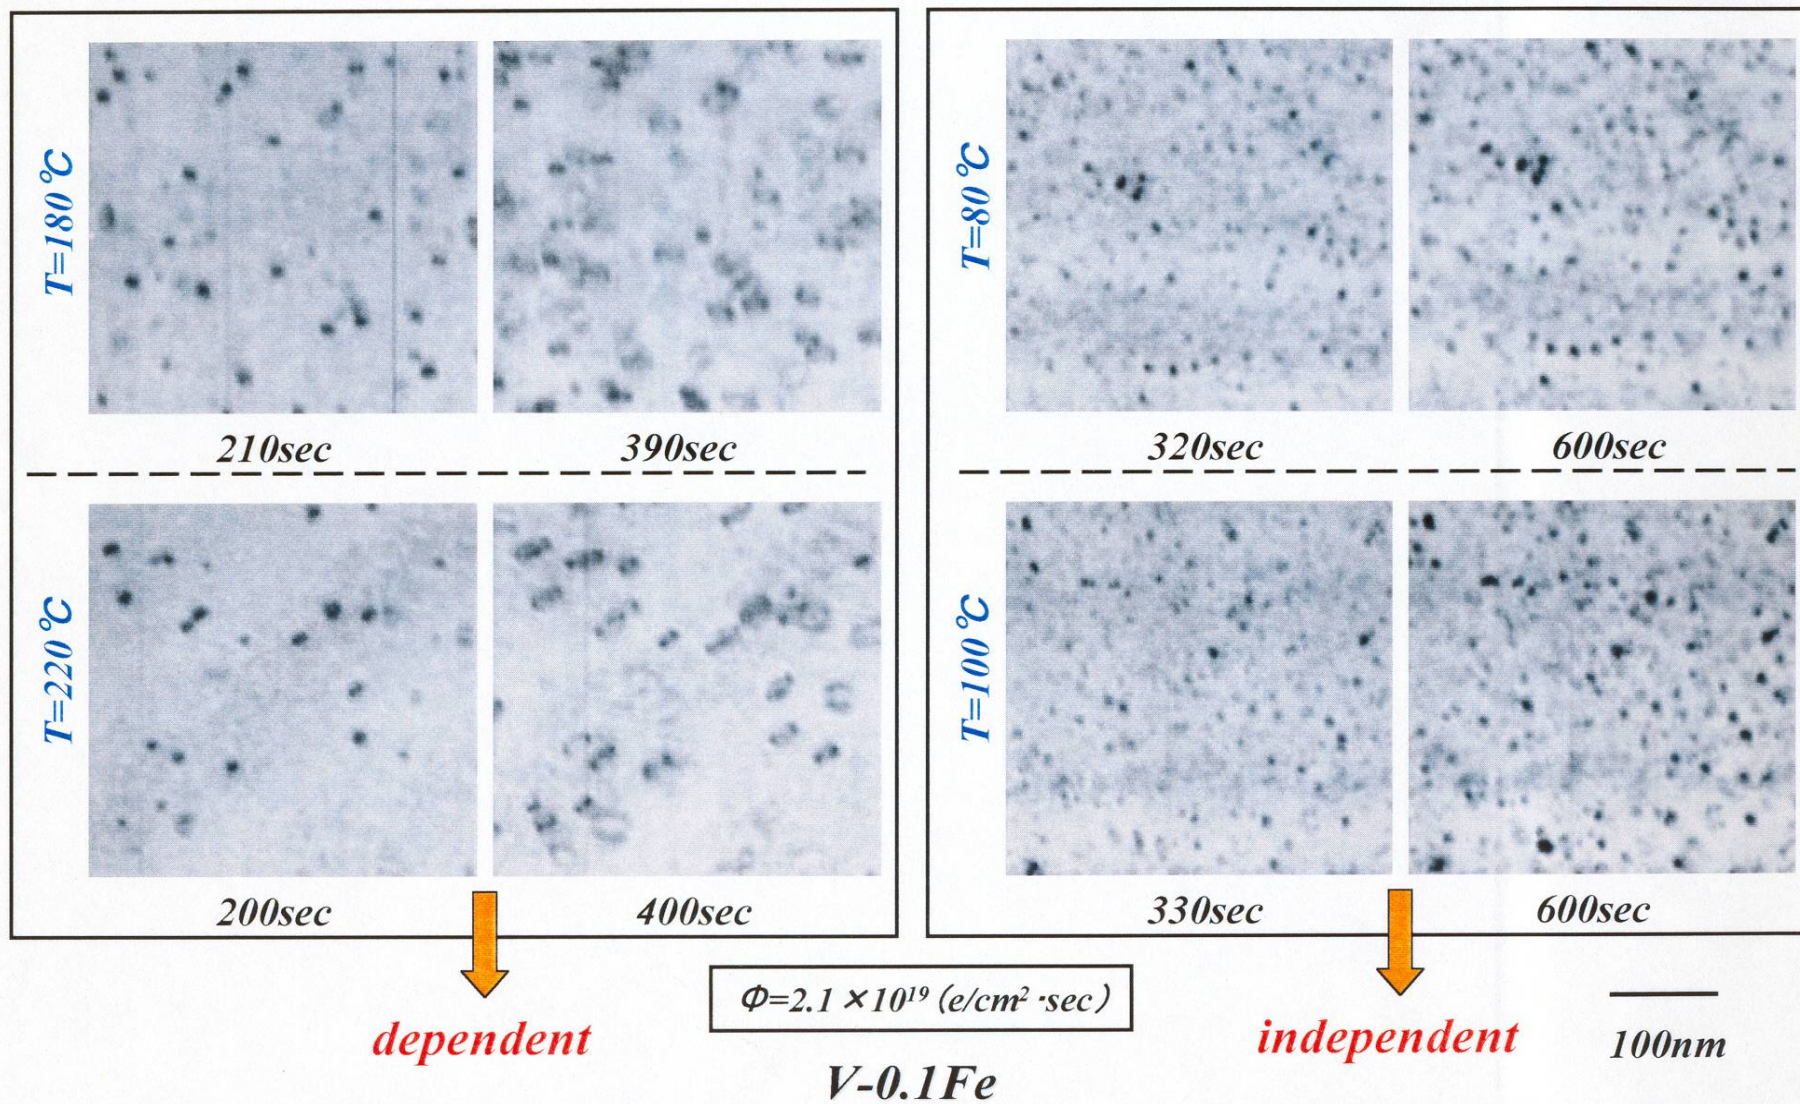 T=180℃
210sec
390sec
T=220℃
200sec
400sec
dependent
T=80℃
320sec
600sec
T=100℃
330sec
600sec
independent
Φ=2.1×10¹⁹ (e/cm²·sec)
100nm
V-0.1Fe